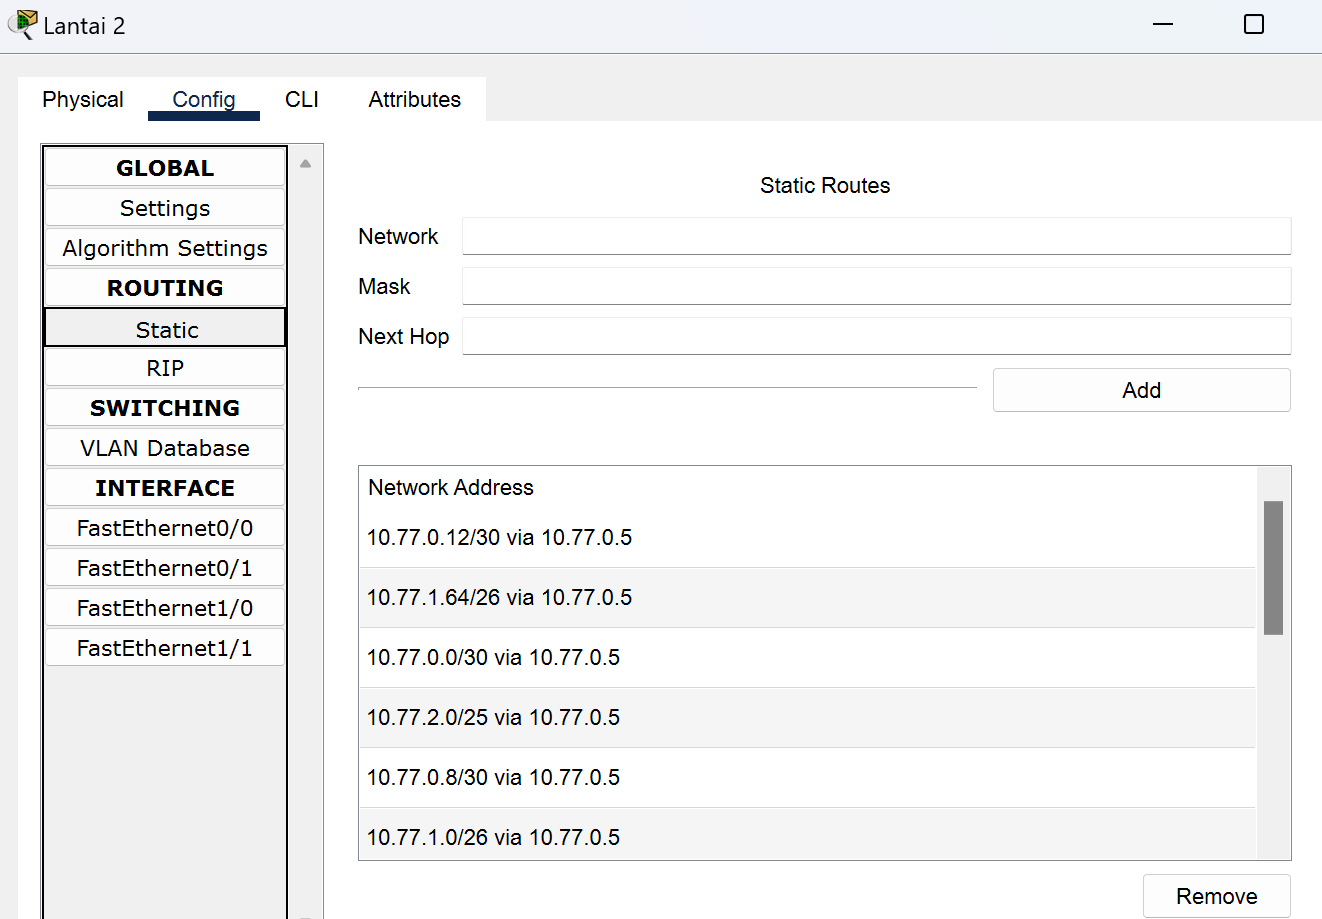 Lantai 2
Physical Config CLI Attributes
GLOBAL
Settings
Algorithm Settings
ROUTING
Static
RIP
SWITCHING
VLAN Database
INTERFACE
FastEthernet0/0
FastEthernet0/1
FastEthernet1/0
FastEthernet1/1
Static Routes
Network
Mask
Next Hop
Add
Network Address
10.77.0.12/30 via 10.77.0.5
10.77.1.64/26 via 10.77.0.5
10.77.0.0/30 via 10.77.0.5
10.77.2.0/25 via 10.77.0.5
10.77.0.8/30 via 10.77.0.5
10.77.1.0/26 via 10.77.0.5
Remove